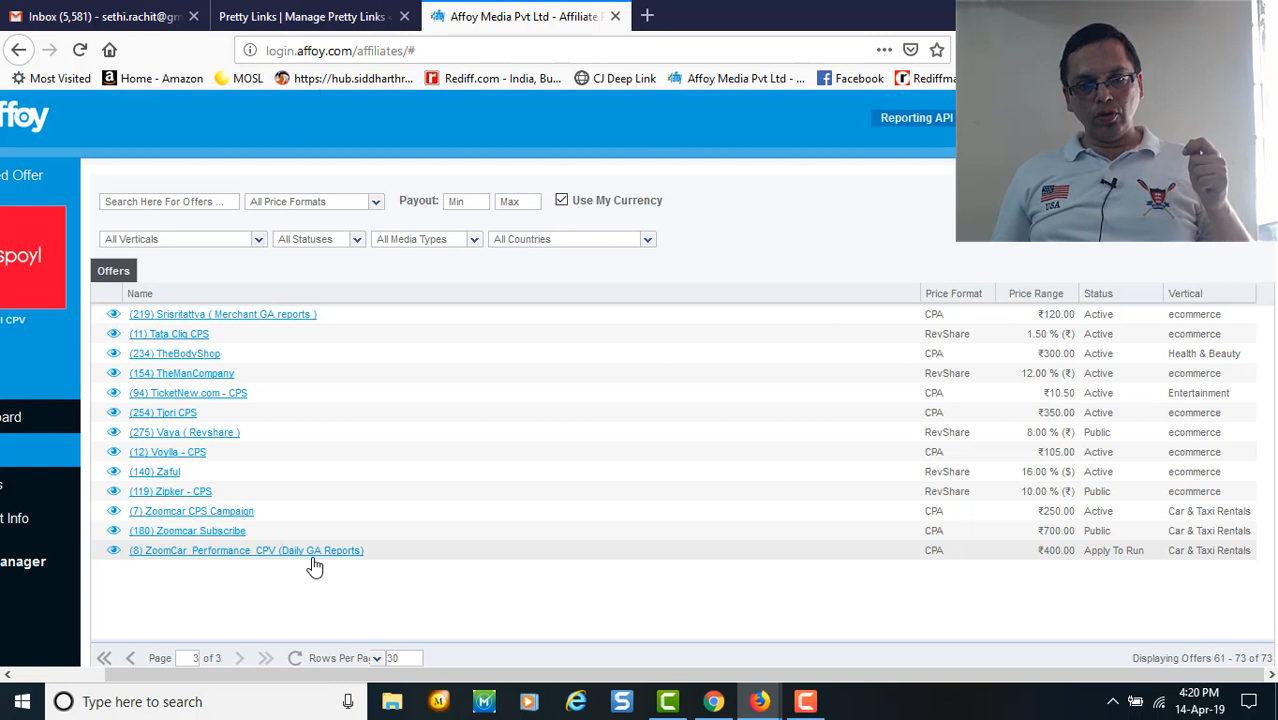 Inbox (5,581) - sethi.rachit@gm
Pretty Links | Manage Pretty Links
Affoy Media Pvt Ltd - Affiliate
login.affoy.com/affiliates/#
Most Visited
Home - Amazon
MOSL
https://hub.siddharthr...
Rediff.com - India, Bu...
CJ Deep Link
Affoy Media Pvt Ltd - ...
Facebook
Rediffma
ffoy
Reporting API
ed Offer
spoyl
I CPV
ard
s
t Info
anager
Search Here For Offers ...
All Price Formats
Payout:
Min
Max
Use My Currency
All Verticals
All Statuses
All Media Types
All Countries
Offers
Name Price Format Price Range Status Vertical
(219) Srisritattva ( Merchant GA reports ) CPA ₹120.00 Active ecommerce
(11) Tata Cliq CPS RevShare 1.50 % (₹) Active ecommerce
(234) TheBodyShop CPA ₹300.00 Active Health & Beauty
(154) TheManCompany RevShare 12.00 % (₹) Active ecommerce
(94) TicketNew.com - CPS CPA ₹10.50 Active Entertainment
(254) Tjori CPS CPA ₹350.00 Active ecommerce
(275) Vaya ( Revshare ) RevShare 8.00 % (₹) Public ecommerce
(12) Voylla - CPS CPA ₹105.00 Active ecommerce
(140) Zaful RevShare 16.00 % ($) Active ecommerce
(119) Zipker - CPS RevShare 10.00 % (₹) Public ecommerce
(7) Zoomcar CPS Campaign CPA ₹250.00 Active Car & Taxi Rentals
(180) Zoomcar Subscribe CPA ₹700.00 Public Car & Taxi Rentals
(8) ZoomCar_Performance_CPV (Daily GA Reports) CPA ₹400.00 Apply To Run Car & Taxi Rentals
Page 3 of 3 Rows Per Pag 30 Displaying Offers 61 - 73 of 73
USA
Type here to search
4:20 PM
14-Apr-19